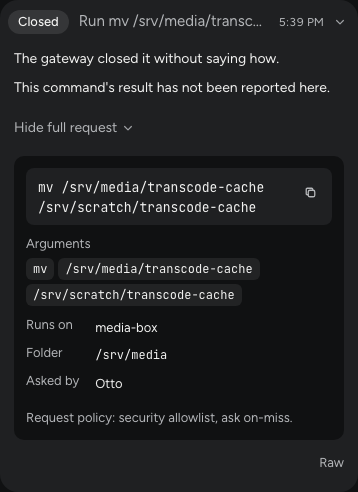 Closed Run mv /srv/media/transc... 5:39 PM
The gateway closed it without saying how.
This command's result has not been reported here.
Hide full request
mv /srv/media/transcode-cache
/srv/scratch/transcode-cache
Arguments
mv /srv/media/transcode-cache
/srv/scratch/transcode-cache
Runs on media-box
Folder /srv/media
Asked by Otto
Request policy: security allowlist, ask on-miss.
Raw